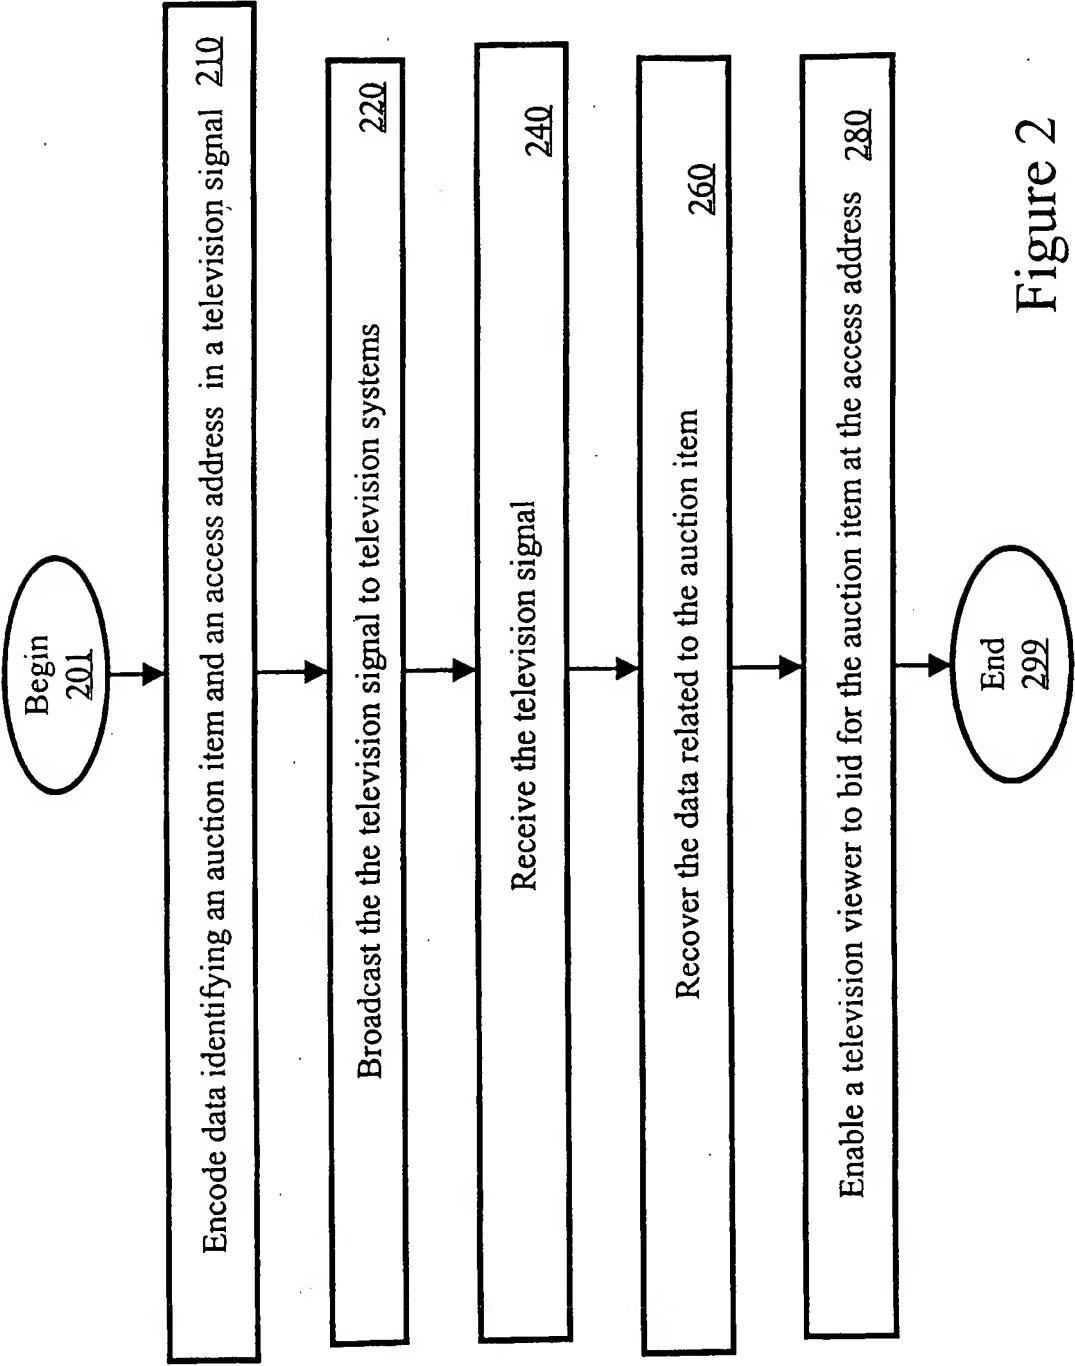 Begin
201
Encode data identifying an auction item and an access address in a television signal 210
Broadcast the the television signal to television systems 220
Receive the television signal 240
Recover the data related to the auction item 260
Enable a television viewer to bid for the auction item at the access address 280
End
299
Figure 2